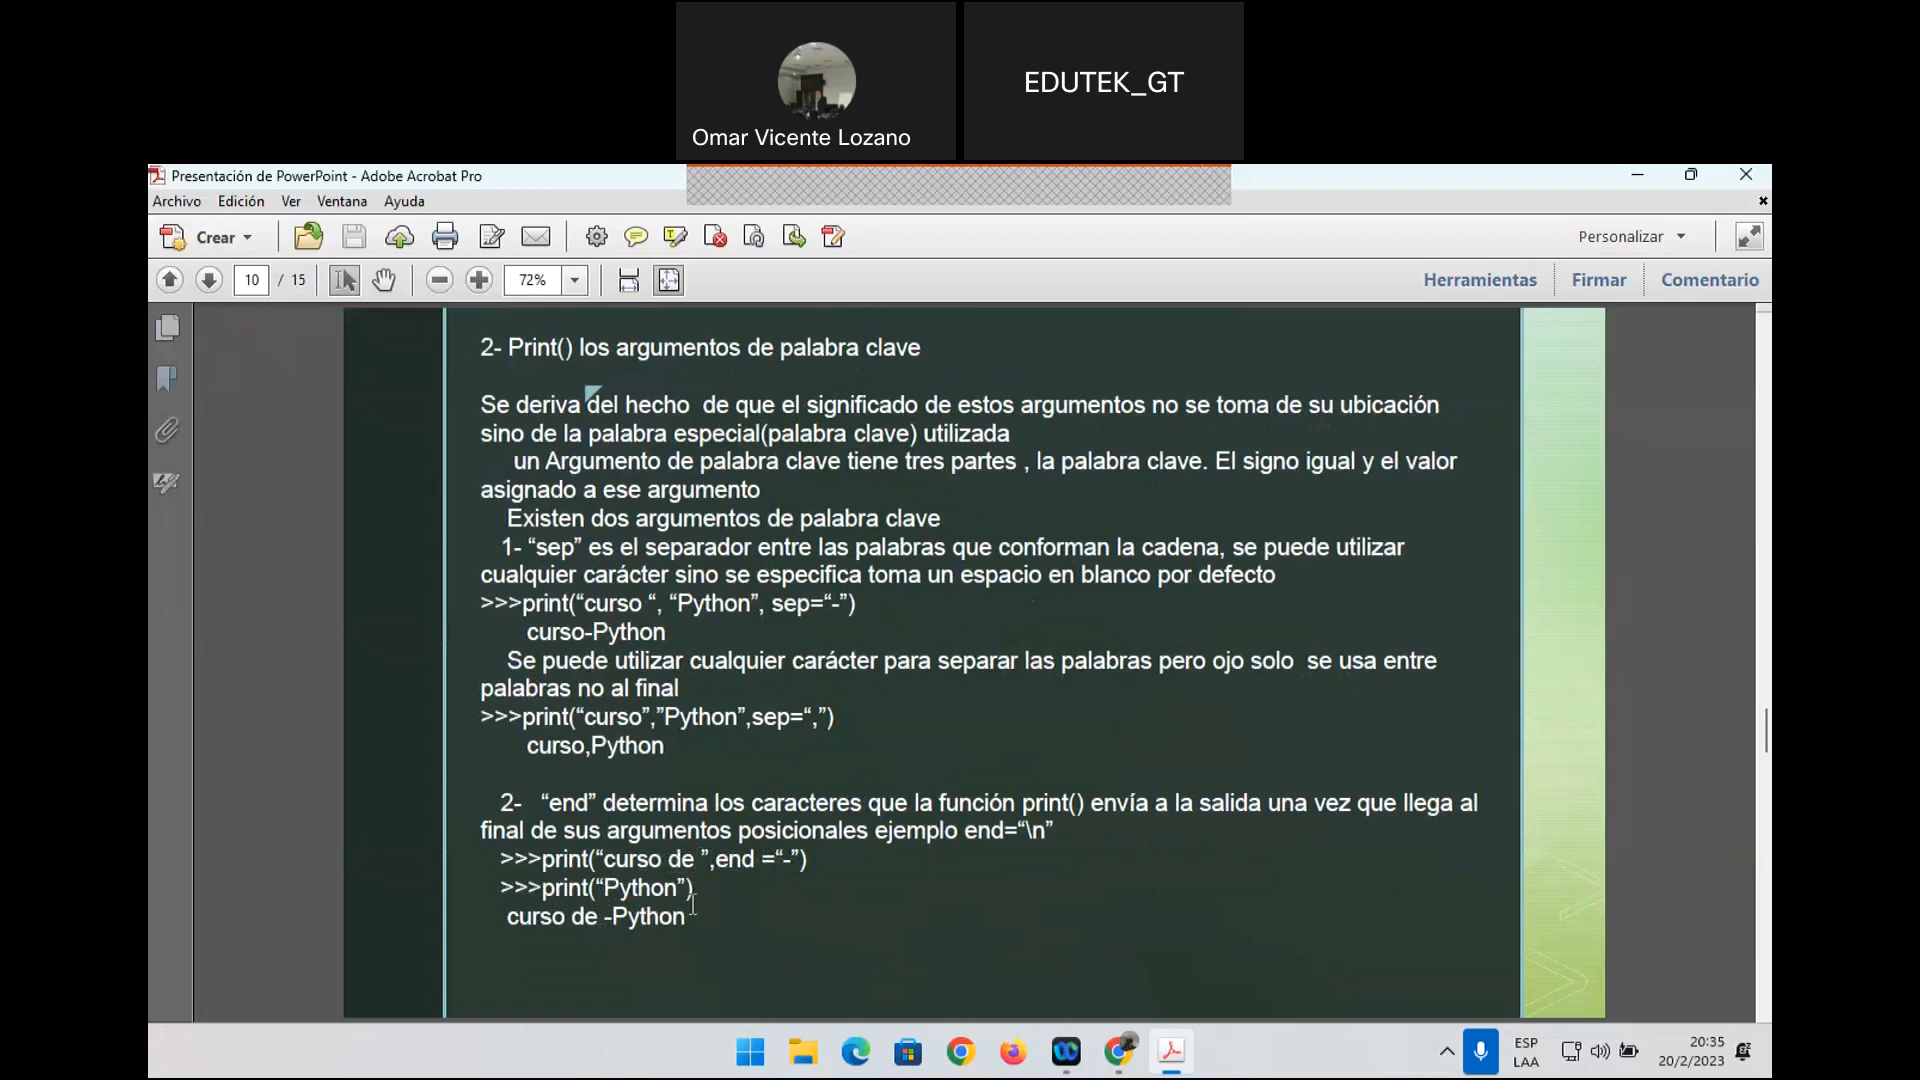 Omar Vicente Lozano
EDUTEK_GT
Presentación de PowerPoint - Adobe Acrobat Pro
Archivo Edición Ver Ventana Ayuda
Crear
Personalizar
10 / 15
72%
Herramientas
Firmar
Comentario
2- Print() los argumentos de palabra clave
Se deriva del hecho de que el significado de estos argumentos no se toma de su ubicación
sino de la palabra especial(palabra clave) utilizada
un Argumento de palabra clave tiene tres partes , la palabra clave. El signo igual y el valor
asignado a ese argumento
Existen dos argumentos de palabra clave
1- “sep” es el separador entre las palabras que conforman la cadena, se puede utilizar
cualquier carácter sino se especifica toma un espacio en blanco por defecto
>>>print(“curso “, “Python”, sep=“-”)
curso-Python
Se puede utilizar cualquier carácter para separar las palabras pero ojo solo se usa entre
palabras no al final
>>>print(“curso”,”Python”,sep=“,”)
curso,Python
2- “end” determina los caracteres que la función print() envía a la salida una vez que llega al
final de sus argumentos posicionales ejemplo end=“\n”
>>>print(“curso de ”,end =“-”)
>>>print(“Python”)
curso de -Python
ESP
LAA
20:35
20/2/2023